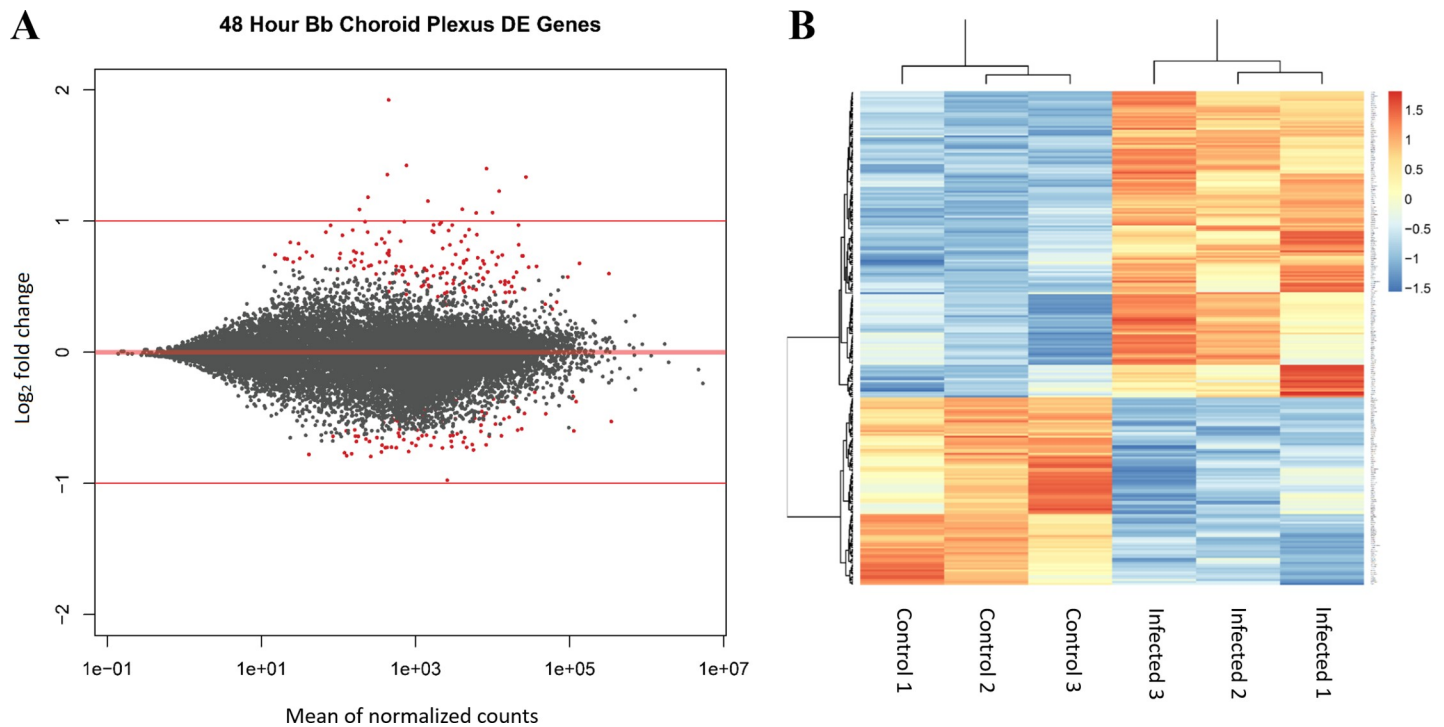 A
48 Hour Bb Choroid Plexus DE Genes
B
Log2 fold change
2
1
0
−1
−2
1e−01
1e+01
1e+03
1e+05
1e+07
Mean of normalized counts
1.5
1
0.5
0
−0.5
−1
−1.5
Control 1
Control 2
Control 3
Infected 3
Infected 2
Infected 1